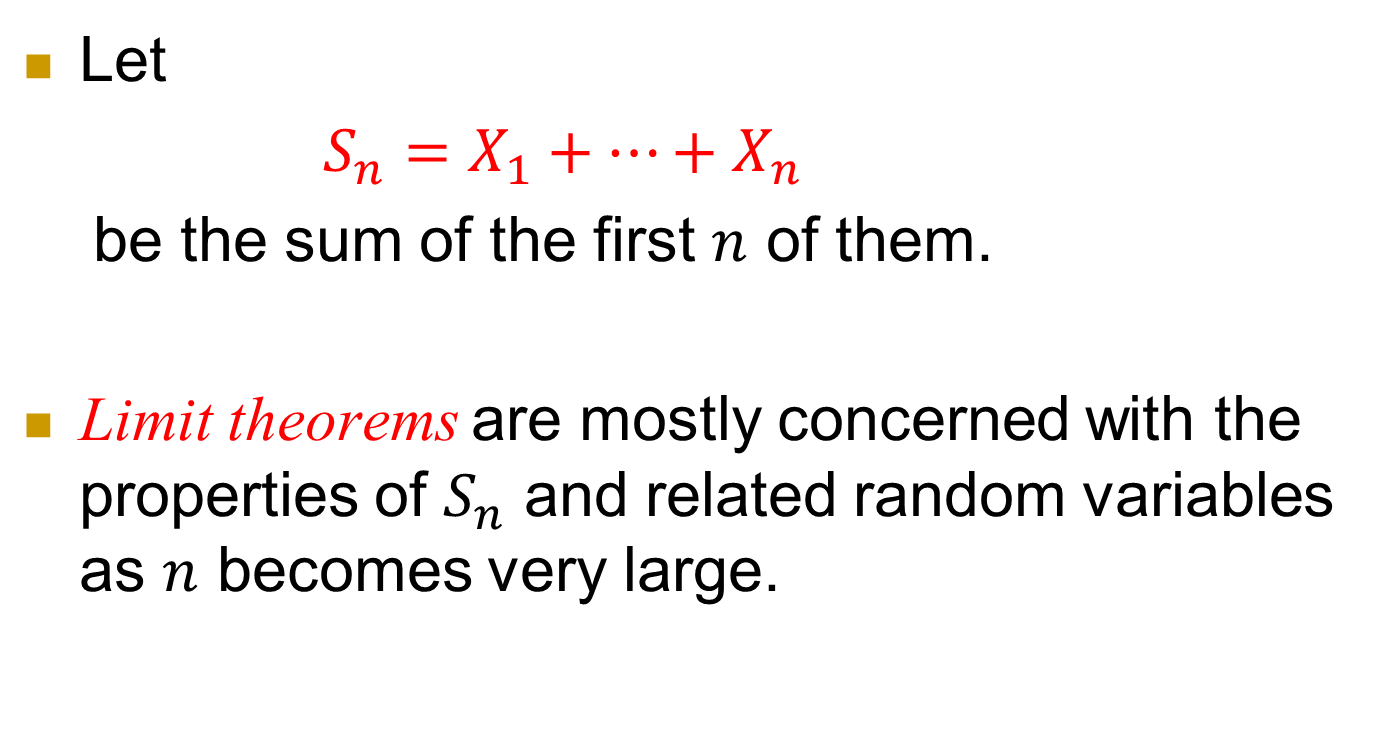 ■ Let
Sₙ = X₁ + ⋯ + Xₙ
be the sum of the first n of them.
■ Limit theorems are mostly concerned with the
properties of Sₙ and related random variables
as n becomes very large.